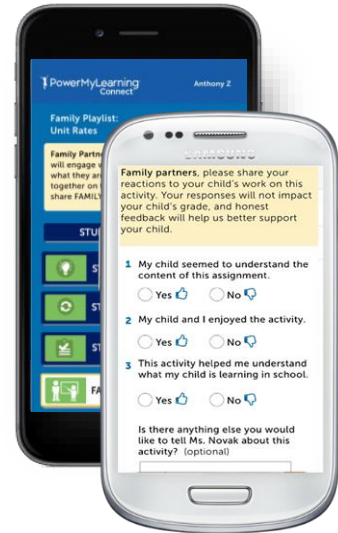 PowerMyLearning
Connect
Anthony Z
Family Playlist:
Unit Rates
Family Partn
will engage
what they ar
together on
share FAMIL
STU
S
S
ST
FA
SAMSUNG
Family partners, please share your
reactions to your child's work on this
activity. Your responses will not impact
your child's grade, and honest
feedback will help us better support
your child.
1 My child seemed to understand the
content of this assignment.
Yes No
2 My child and I enjoyed the activity.
Yes No
3 This activity helped me understand
what my child is learning in school.
Yes No
Is there anything else you would
like to tell Ms. Novak about this
activity? (optional)